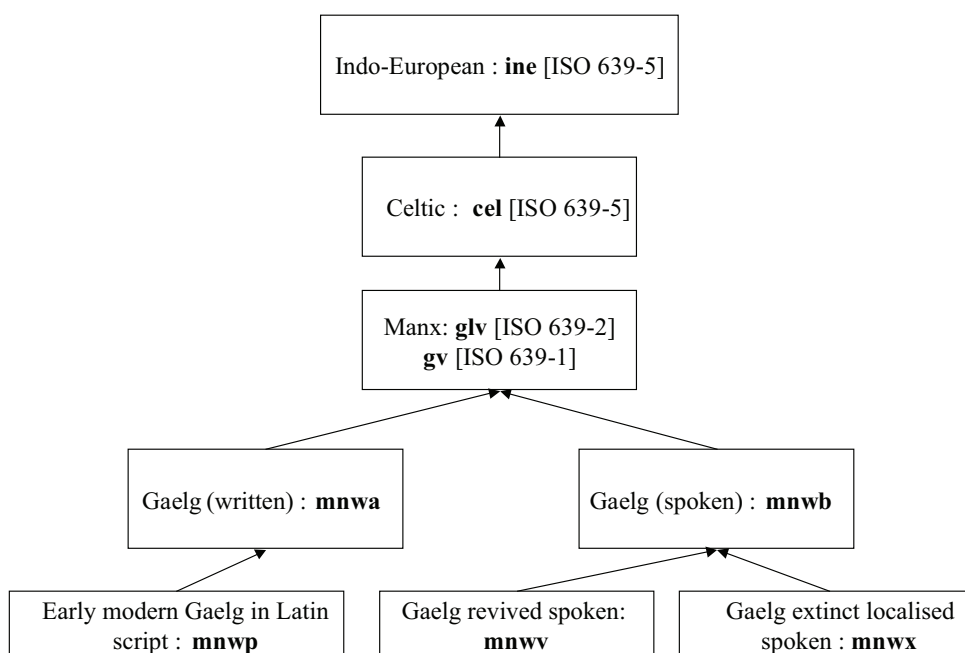 Indo-European : ine [ISO 639-5]
Celtic : cel [ISO 639-5]
Manx: glv [ISO 639-2]
gv [ISO 639-1]
Gaelg (written) : mnwa
Gaelg (spoken) : mnwb
Early modern Gaelg in Latin
script : mnwp
Gaelg revived spoken:
mnwv
Gaelg extinct localised
spoken : mnwx